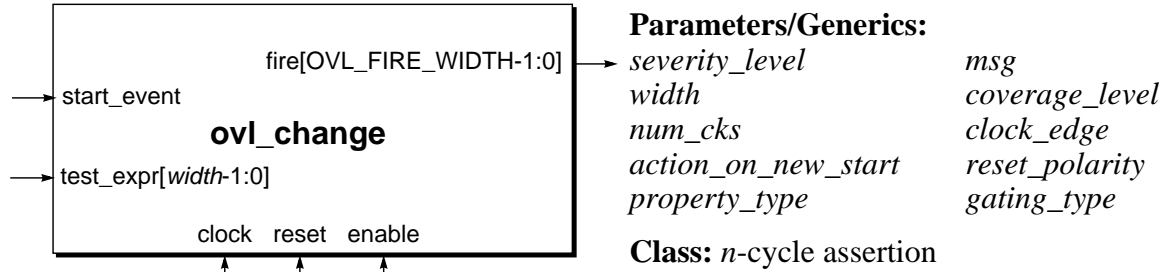 fire[OVL_FIRE_WIDTH-1:0]
start_event
ovl_change
test_expr[width-1:0]
clock reset enable
Parameters/Generics:
severity_level msg
width coverage_level
num_cks clock_edge
action_on_new_start reset_polarity
property_type gating_type
Class: n-cycle assertion